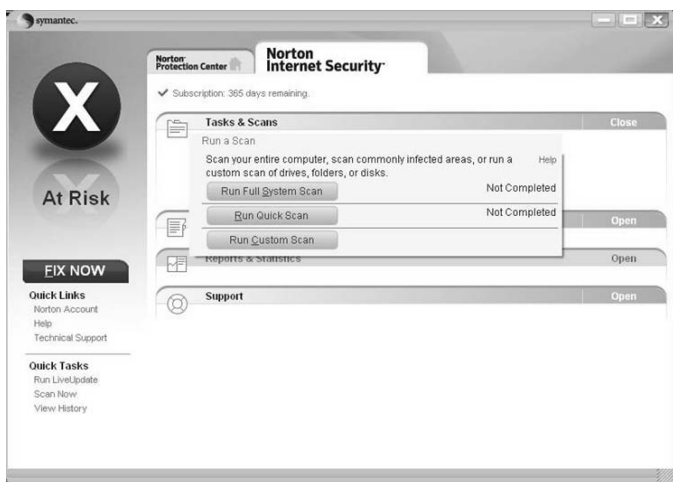 symantec.
Norton
Protection Center
Norton
Internet Security
Subscription: 365 days remaining.
Tasks & Scans
Close
Run a Scan
Scan your entire computer, scan commonly infected areas, or run a
custom scan of drives, folders, or disks.
Help
Run Full System Scan
Not Completed
Run Quick Scan
Not Completed
Run Custom Scan
Open
Reports & Statistics
Open
Support
Open
X
At Risk
FIX NOW
Quick Links
Norton Account
Help
Technical Support
Quick Tasks
Run LiveUpdate
Scan Now
View History